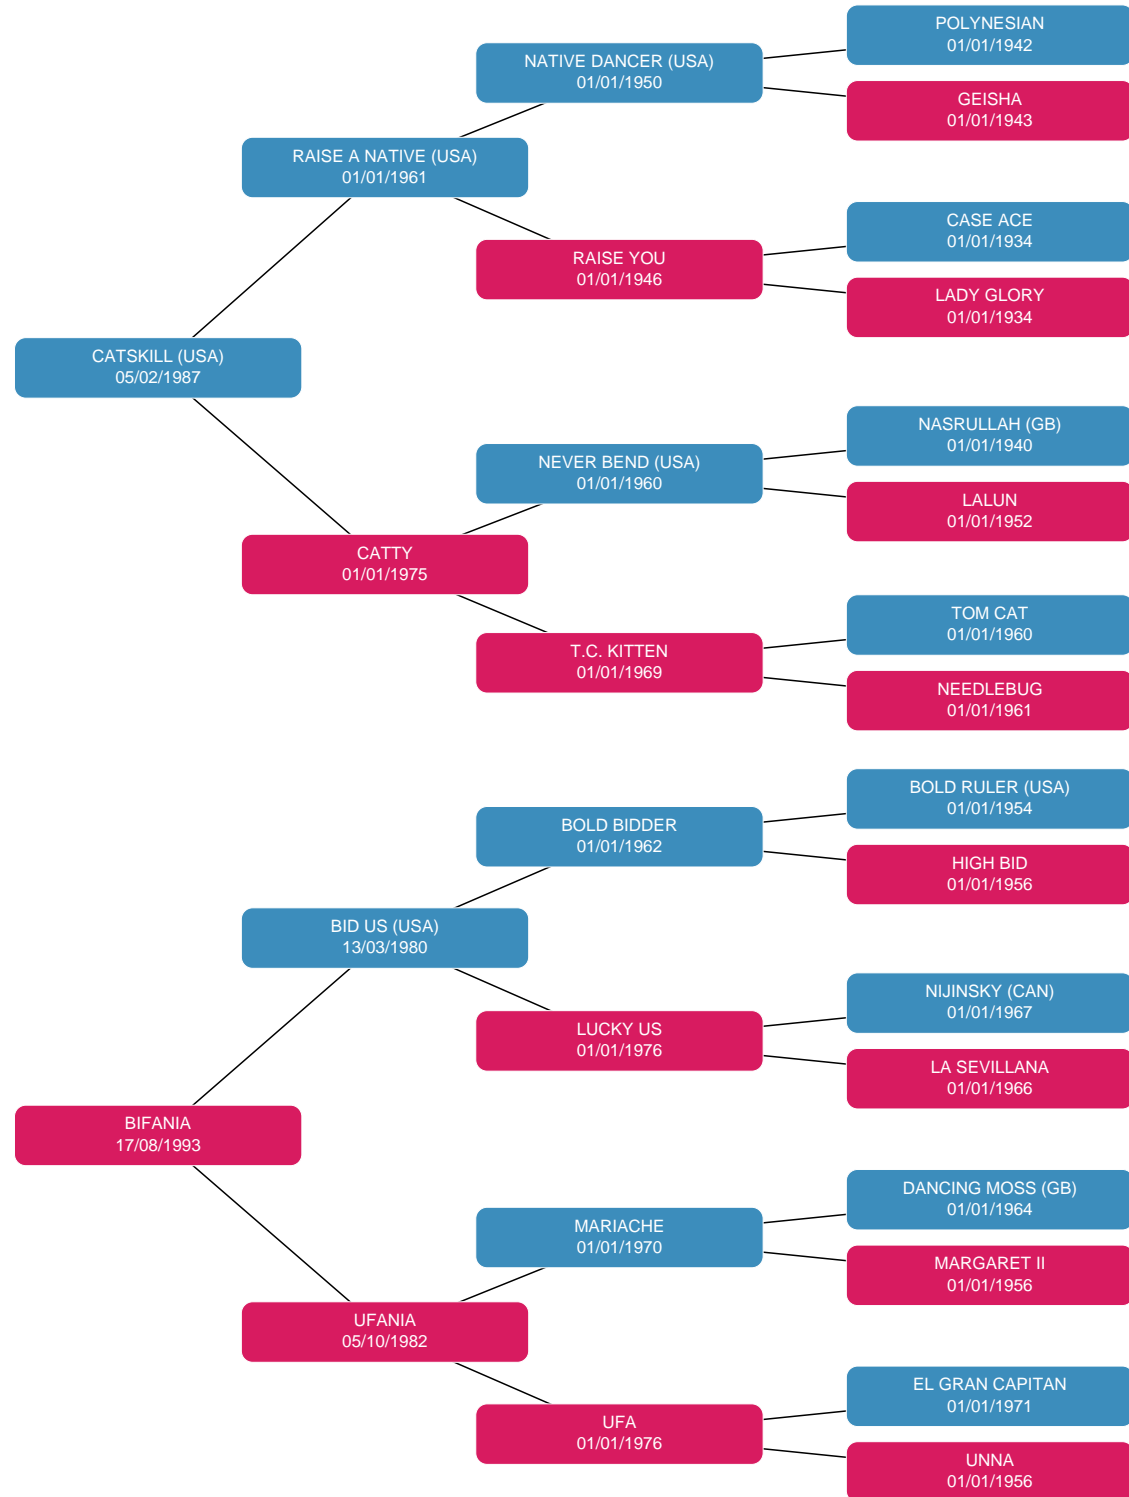 POLYNESIAN
01/01/1942
NATIVE DANCER (USA)
01/01/1950
GEISHA
01/01/1943
RAISE A NATIVE (USA)
01/01/1961
CASE ACE
01/01/1934
RAISE YOU
01/01/1946
LADY GLORY
01/01/1934
CATSKILL (USA)
05/02/1987
NASRULLAH (GB)
01/01/1940
NEVER BEND (USA)
01/01/1960
LALUN
01/01/1952
CATTY
01/01/1975
TOM CAT
01/01/1960
T.C. KITTEN
01/01/1969
NEEDLEBUG
01/01/1961
BOLD RULER (USA)
01/01/1954
BOLD BIDDER
01/01/1962
HIGH BID
01/01/1956
BID US (USA)
13/03/1980
NIJINSKY (CAN)
01/01/1967
LUCKY US
01/01/1976
LA SEVILLANA
01/01/1966
BIFANIA
17/08/1993
DANCING MOSS (GB)
01/01/1964
MARIACHE
01/01/1970
MARGARET II
01/01/1956
UFANIA
05/10/1982
EL GRAN CAPITAN
01/01/1971
UFA
01/01/1976
UNNA
01/01/1956